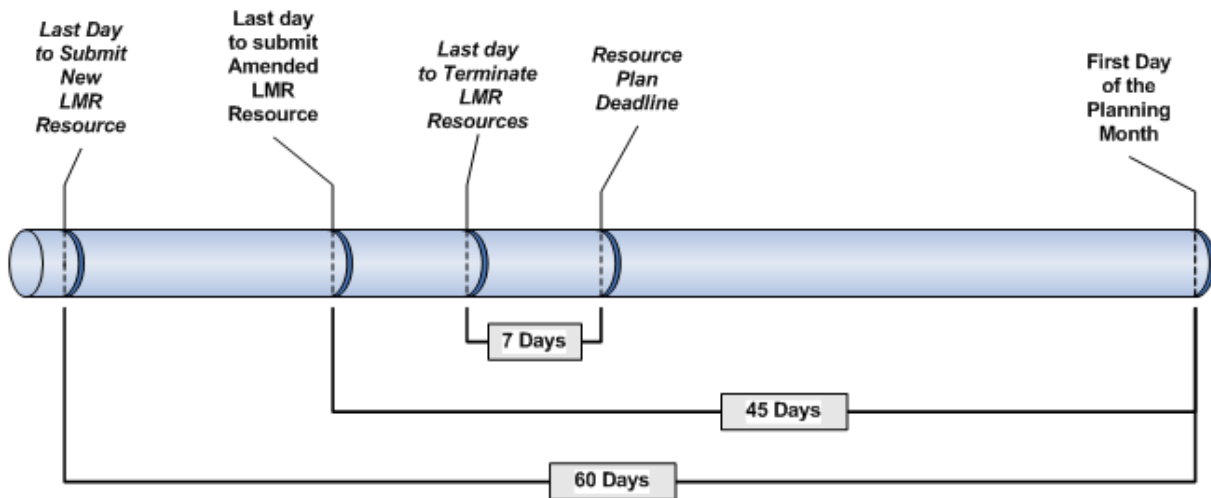 Last Day
to Submit
New
LMR
Resource
Last day
to submit
Amended
LMR
Resource
Last day
to Terminate
LMR
Resources
Resource
Plan
Deadline
First Day
of the
Planning
Month
7 Days
45 Days
60 Days